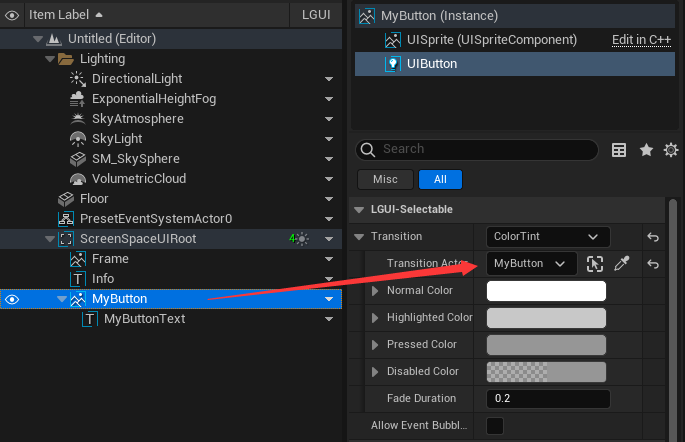 Item Label
LGUI
Untitled (Editor)
Lighting
DirectionalLight
ExponentialHeightFog
SkyAtmosphere
SkyLight
SM_SkySphere
VolumetricCloud
Floor
PresetEventSystemActor0
ScreenSpaceUIRoot
4
Frame
Info
MyButton
MyButtonText
MyButton (Instance)
UISprite (UISpriteComponent)
Edit in C++
UIButton
Search
Misc
All
LGUI-Selectable
Transition
ColorTint
Transition Actor
MyButton
Normal Color
Highlighted Color
Pressed Color
Disabled Color
Fade Duration
0.2
Allow Event Bubbl...